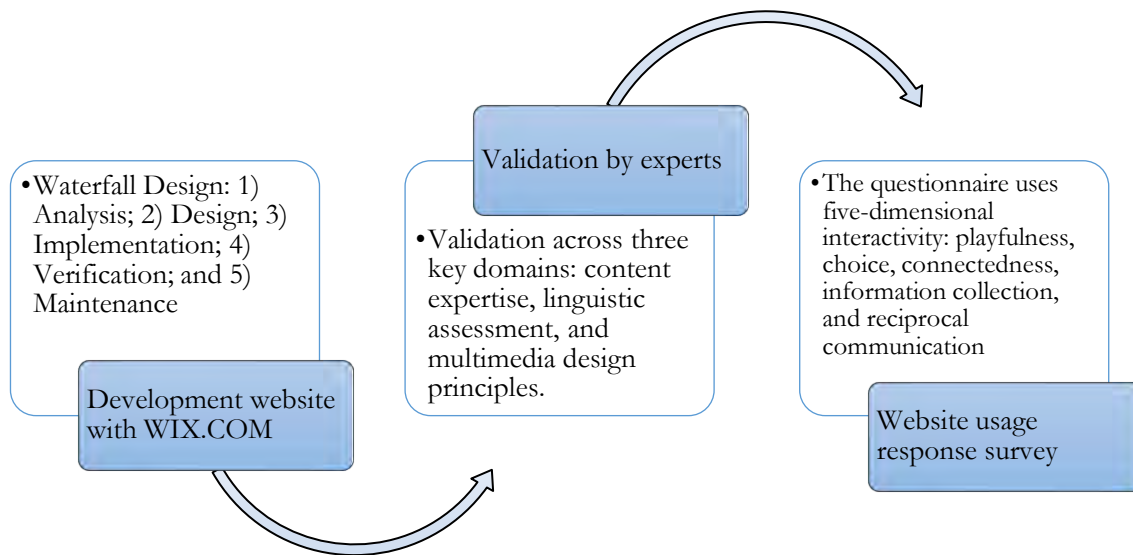 •Waterfall Design: 1)
Analysis; 2) Design; 3)
Implementation; 4)
Verification; and 5)
Maintenance
Development website
with WIX.COM
Validation by experts
•Validation across three
key domains: content
expertise, linguistic
assessment, and
multimedia design
principles.
•The questionnaire uses
five-dimensional
interactivity: playfulness,
choice, connectedness,
information collection,
and reciprocal
communication
Website usage
response survey